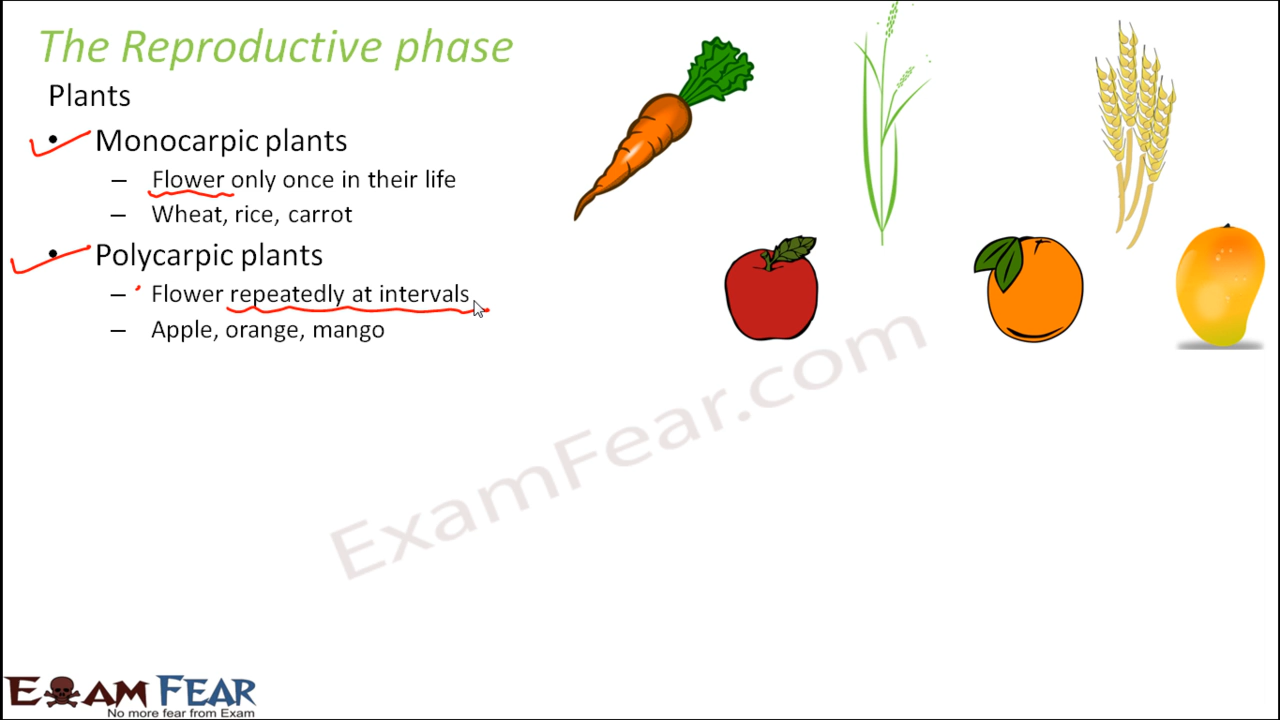 The Reproductive phase
Plants
• Monocarpic plants
– Flower only once in their life
– Wheat, rice, carrot
• Polycarpic plants
– Flower repeatedly at intervals
– Apple, orange, mango
ExamFear.com
EXAM FEAR
No more fear from Exam